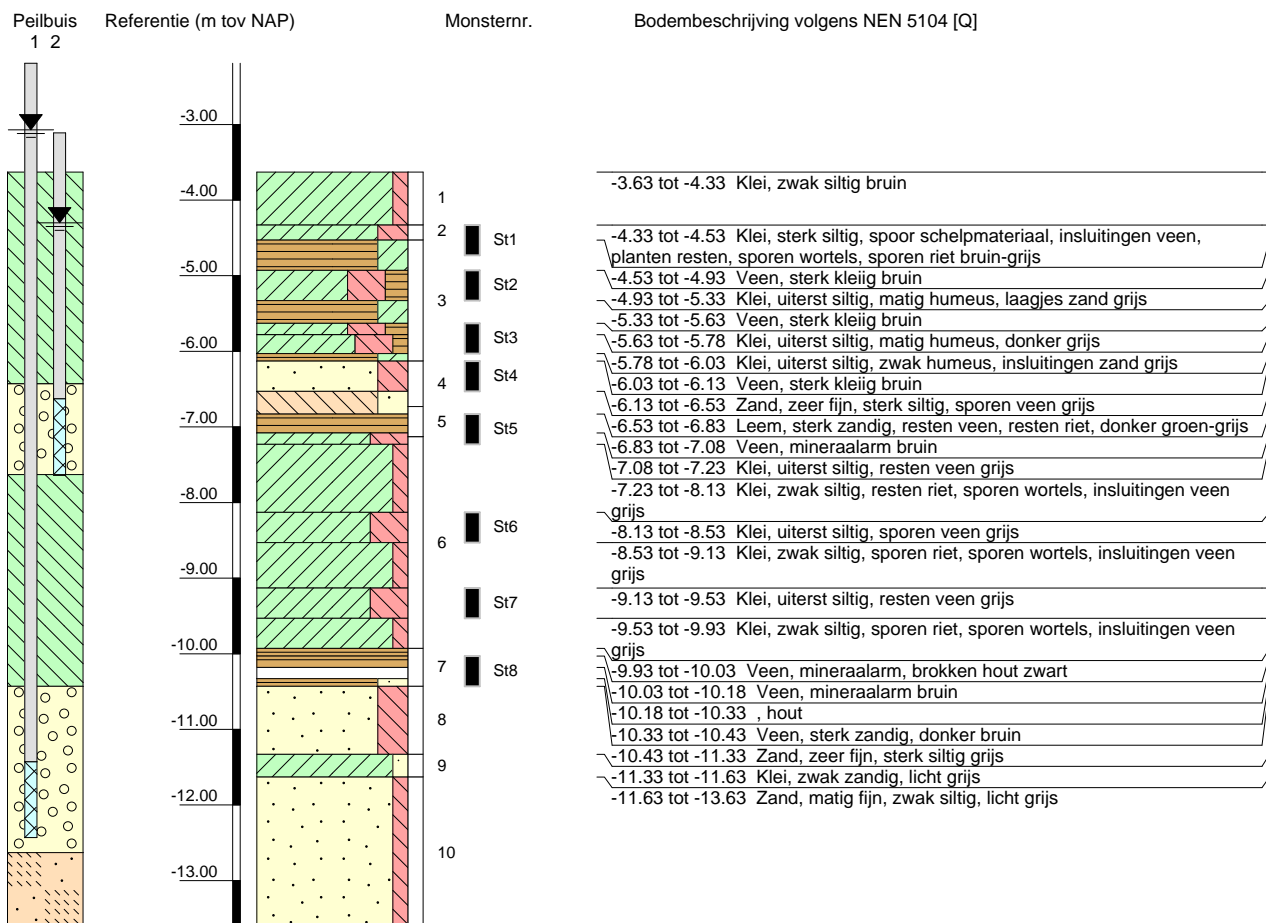 Peilbuis Referentie (m tov NAP) Monsternr. Bodembeschrijving volgens NEN 5104 [Q]
1 2
-3.00
-4.00
-5.00
-6.00
-7.00
-8.00
-9.00
-10.00
-11.00
-12.00
-13.00
1
2
3
4
5
6
7
8
9
10
St1
St2
St3
St4
St5
St6
St7
St8
-3.63 tot -4.33 Klei, zwak siltig bruin
-4.33 tot -4.53 Klei, sterk siltig, spoor schelpmateriaal, insluitingen veen,
planten resten, sporen wortels, sporen riet bruin-grijs
-4.53 tot -4.93 Veen, sterk kleiig bruin
-4.93 tot -5.33 Klei, uiterst siltig, matig humeus, laagjes zand grijs
-5.33 tot -5.63 Veen, sterk kleiig bruin
-5.63 tot -5.78 Klei, uiterst siltig, matig humeus, donker grijs
-5.78 tot -6.03 Klei, uiterst siltig, zwak humeus, insluitingen zand grijs
-6.03 tot -6.13 Veen, sterk kleiig bruin
-6.13 tot -6.53 Zand, zeer fijn, sterk siltig, sporen veen grijs
-6.53 tot -6.83 Leem, sterk zandig, resten veen, resten riet, donker groen-grijs
-6.83 tot -7.08 Veen, mineraalarm bruin
-7.08 tot -7.23 Klei, uiterst siltig, resten veen grijs
-7.23 tot -8.13 Klei, zwak siltig, resten riet, sporen wortels, insluitingen veen
grijs
-8.13 tot -8.53 Klei, uiterst siltig, sporen veen grijs
-8.53 tot -9.13 Klei, zwak siltig, sporen riet, sporen wortels, insluitingen veen
grijs
-9.13 tot -9.53 Klei, uiterst siltig, resten veen grijs
-9.53 tot -9.93 Klei, zwak siltig, sporen riet, sporen wortels, insluitingen veen
grijs
-9.93 tot -10.03 Veen, mineraalarm, brokken hout zwart
-10.03 tot -10.18 Veen, mineraalarm bruin
-10.18 tot -10.33 , hout
-10.33 tot -10.43 Veen, sterk zandig, donker bruin
-10.43 tot -11.33 Zand, zeer fijn, sterk siltig grijs
-11.33 tot -11.63 Klei, zwak zandig, licht grijs
-11.63 tot -13.63 Zand, matig fijn, zwak siltig, licht grijs